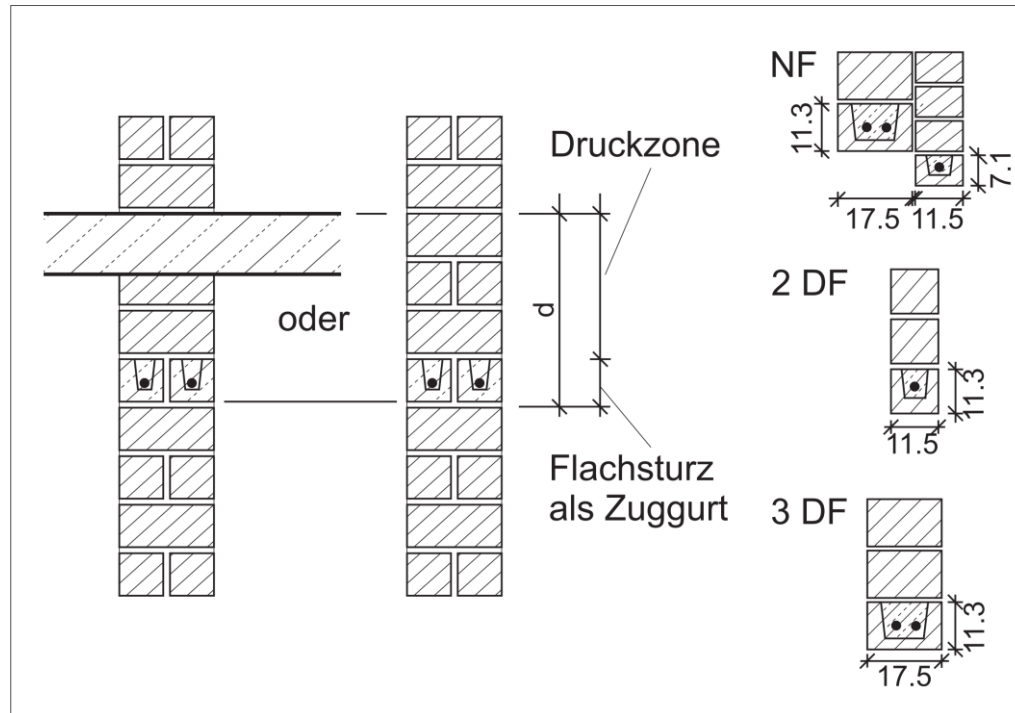 oder
d
Druckzone
Flachsturz
als Zuggurt
NF
11.3
7.1
17.5 11.5
2 DF
11.3
11.5
3 DF
11.3
17.5